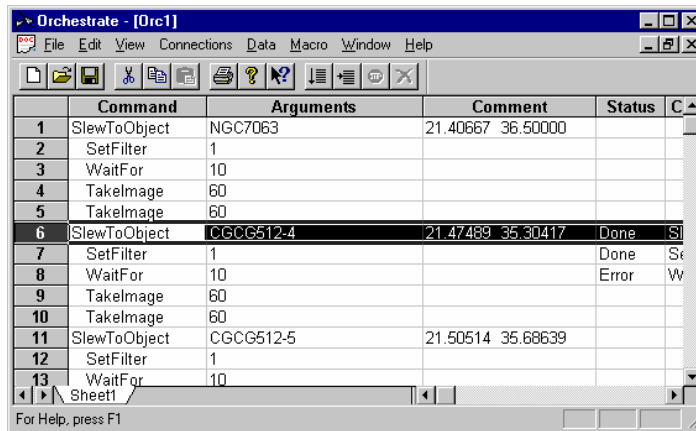 Orchestrate - [Orc1]
File Edit View Connections Data Macro Window Help
Command Arguments Comment Status C
1 SlewToObject NGC7063 21.40667 36.50000
2 SetFilter 1
3 WaitFor 10
4 TakeImage 60
5 TakeImage 60
6 SlewToObject CGCG512-4 21.47489 35.30417 Done Sl
7 SetFilter 1 Done Se
8 WaitFor 10 Error W
9 TakeImage 60
10 TakeImage 60
11 SlewToObject CGCG512-5 21.50514 35.68639
12 SetFilter 1
13 WaitFor 10
Sheet1
For Help, press F1